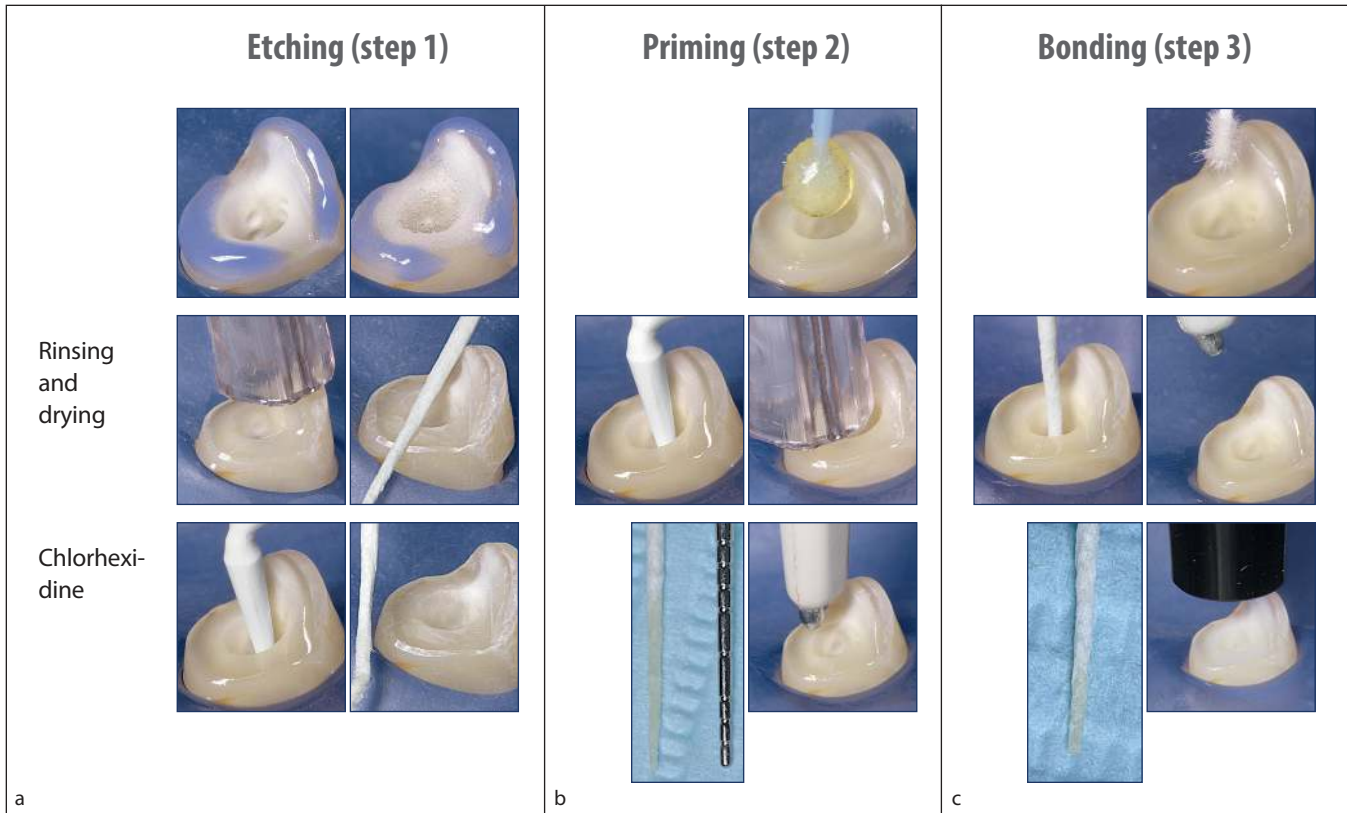 Etching (step 1)
Priming (step 2)
Bonding (step 3)
Rinsing
and
drying
Chlorhexi-
dine
a
b
c